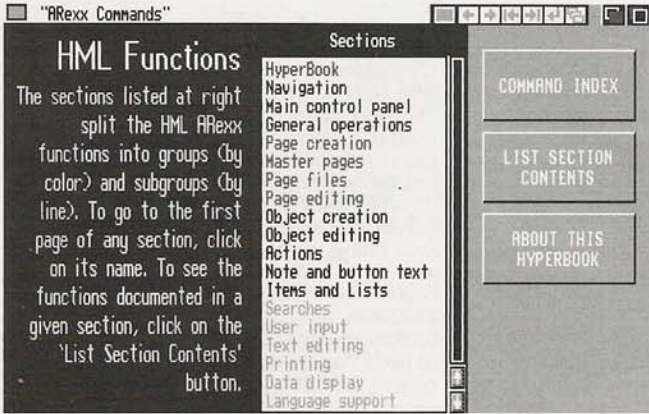 "ARexx Commands"
HML Functions
The sections listed at right
split the HML ARexx
functions into groups (by
color) and subgroups (by
line). To go to the first
page of any section, click
on its name. To see the
functions documented in a
given section, click on the
`List Section Contents'
button.
Sections
HyperBook
Navigation
Main control panel
General operations
Page creation
Master pages
Page files
Page editing
Object creation
Object editing
Actions
Note and button text
Items and Lists
Searches
User input
Text editing
Printing
Data display
Language support
COMMAND INDEX
LIST SECTION
CONTENTS
ABOUT THIS
HYPERBOOK